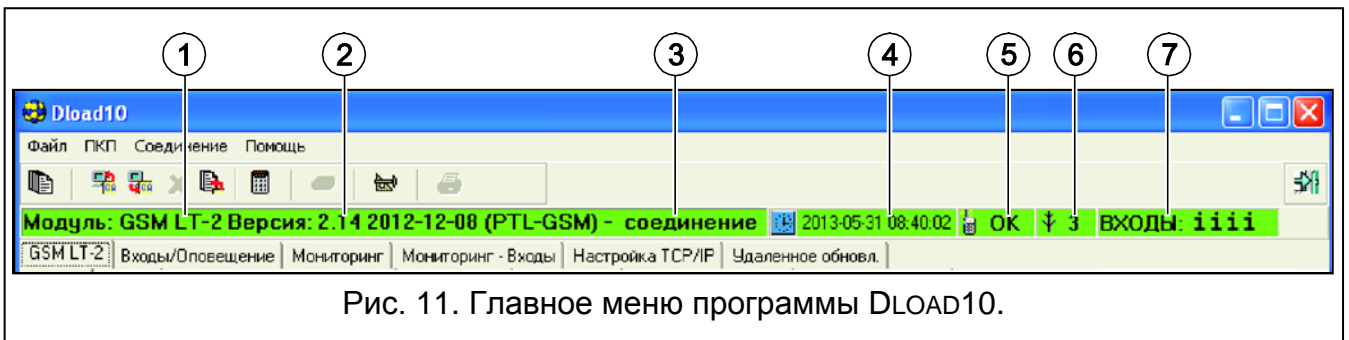 1 2 3 4 5 6 7
Dload10
Файл ПКП Соединение Помощь
Модуль: GSM LT-2 Версия: 2.14 2012-12-08 (PTL-GSM) - соединение 2013-05-31 08:40:02 OK 3 ВХОДЫ: iiii
GSM LT-2 Входы/Оповещение Мониторинг Мониторинг - Входы Настройка TCP/IP Удаленное обновл.
Рис. 11. Главное меню программы DLOAD10.